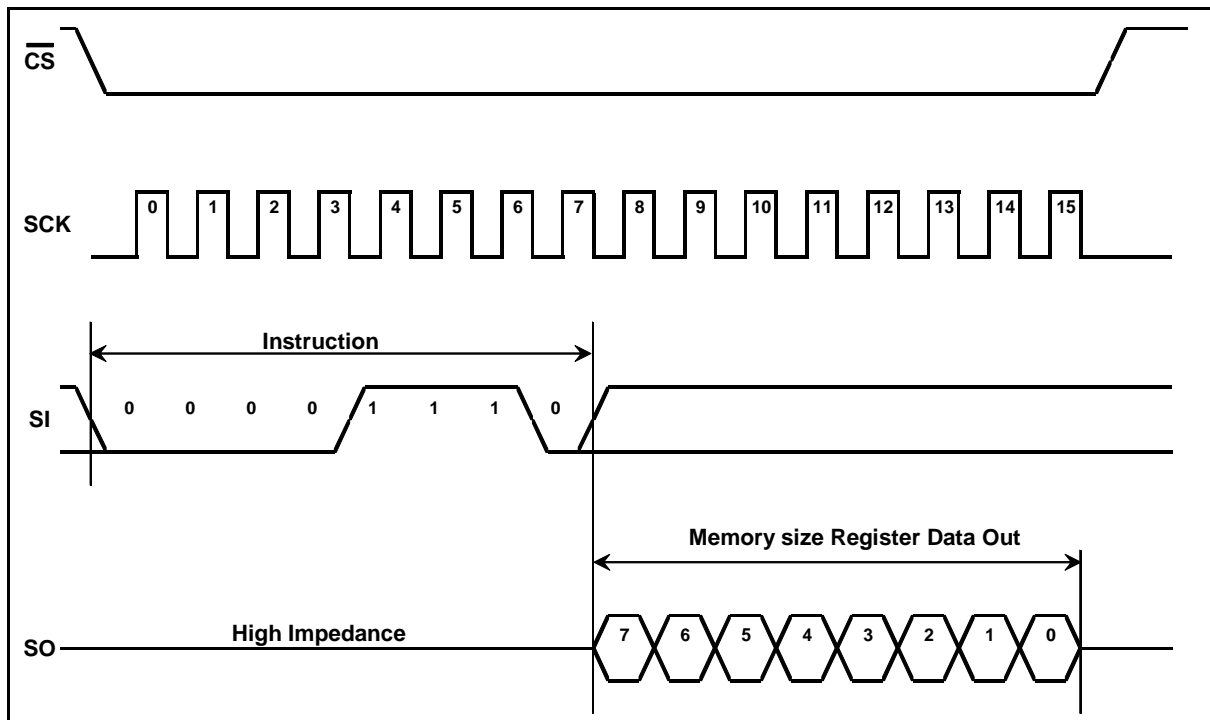 CS
SCK
0 1 2 3 4 5 6 7 8 9 10 11 12 13 14 15
Instruction
SI
0 0 0 0 1 1 1 0
Memory size Register Data Out
SO
High Impedance
7 6 5 4 3 2 1 0